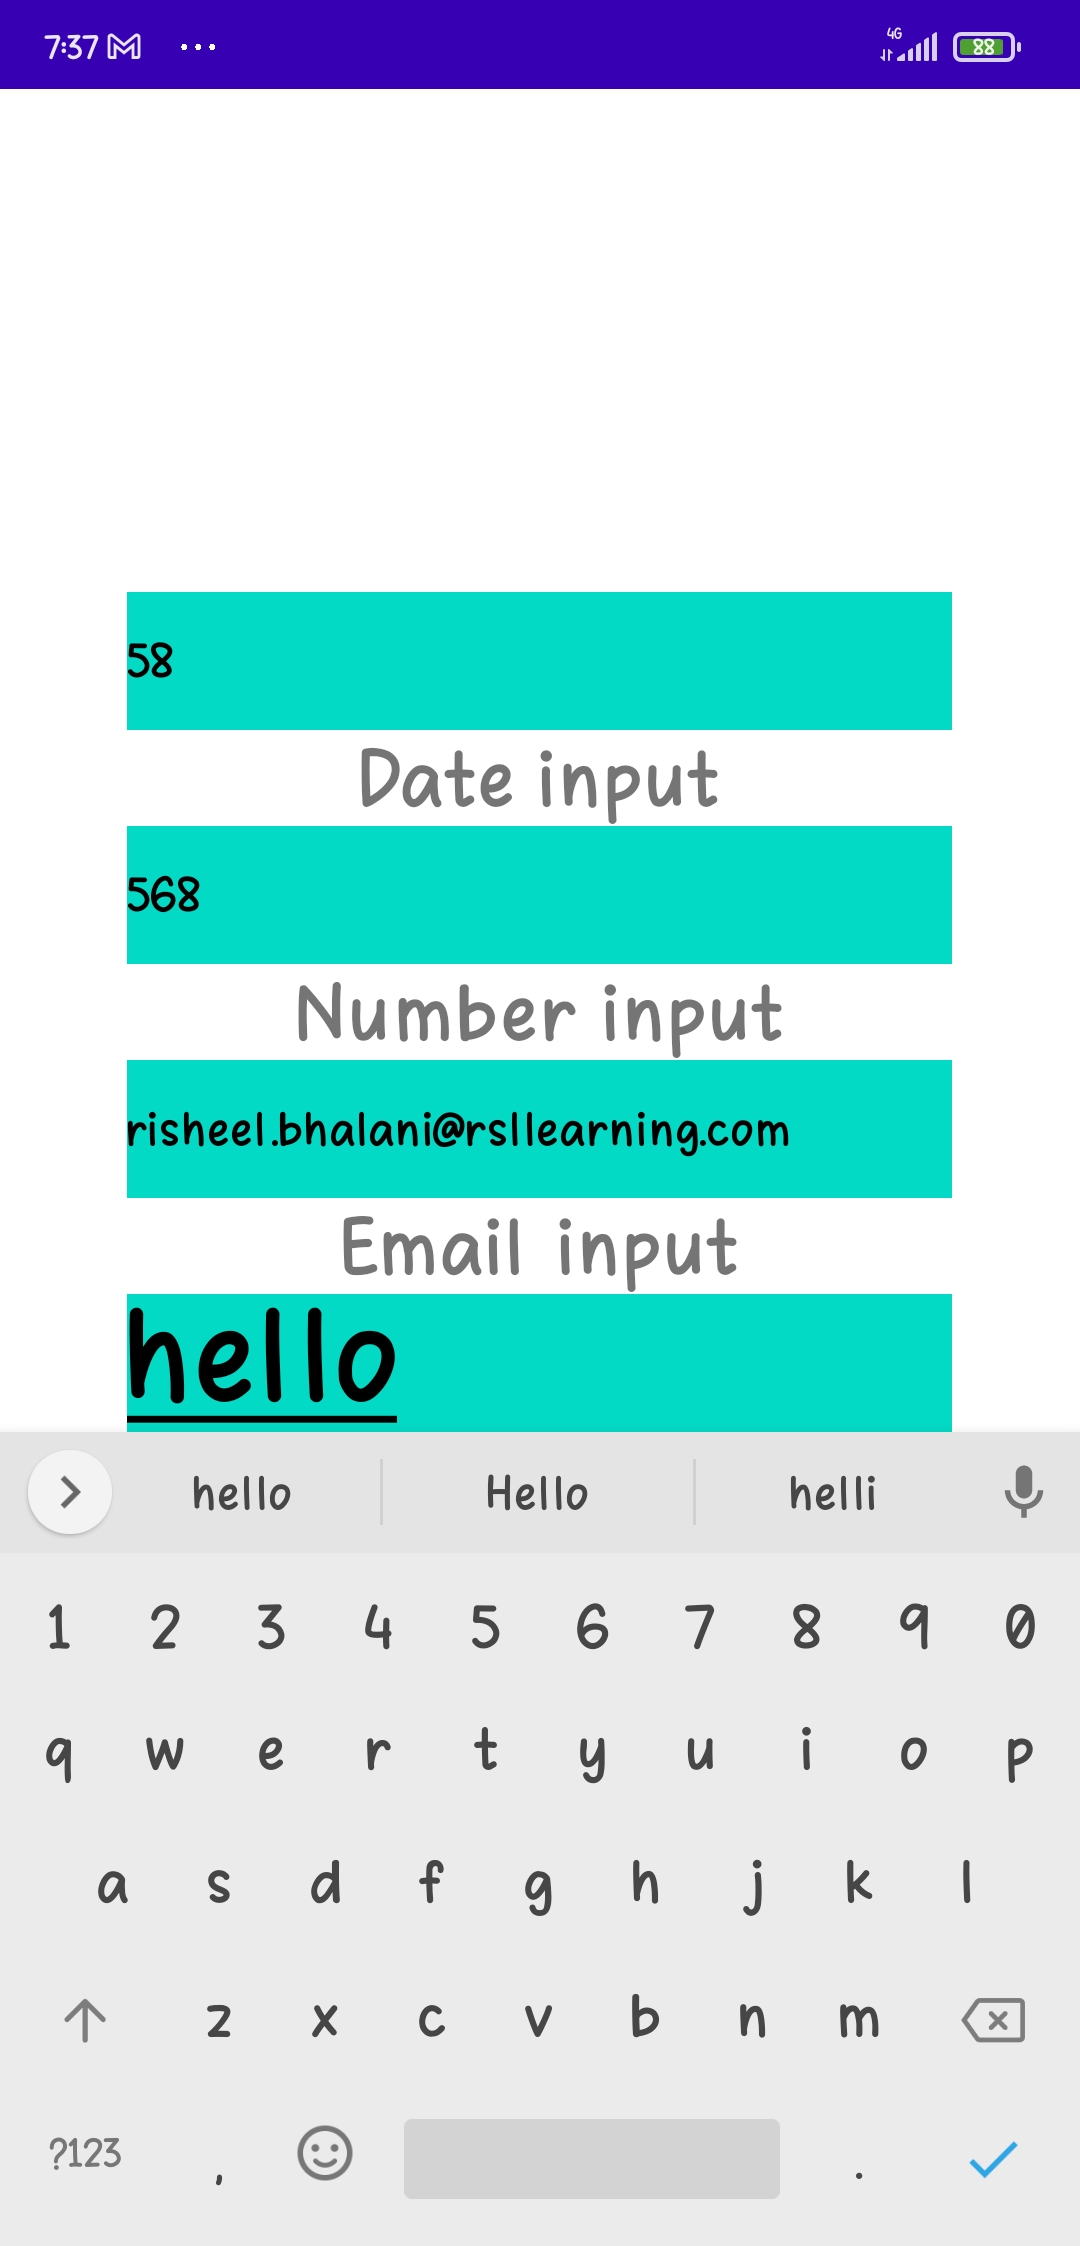 7:37 M ...
4G 88
58
Date input
568
Number input
risheel.bhalani@rsllearning.com
Email input
hello
hello Hello helli
1 2 3 4 5 6 7 8 9 0
q w e r t y u i o p
a s d f g h j k l
z x c v b n m
?123 , .